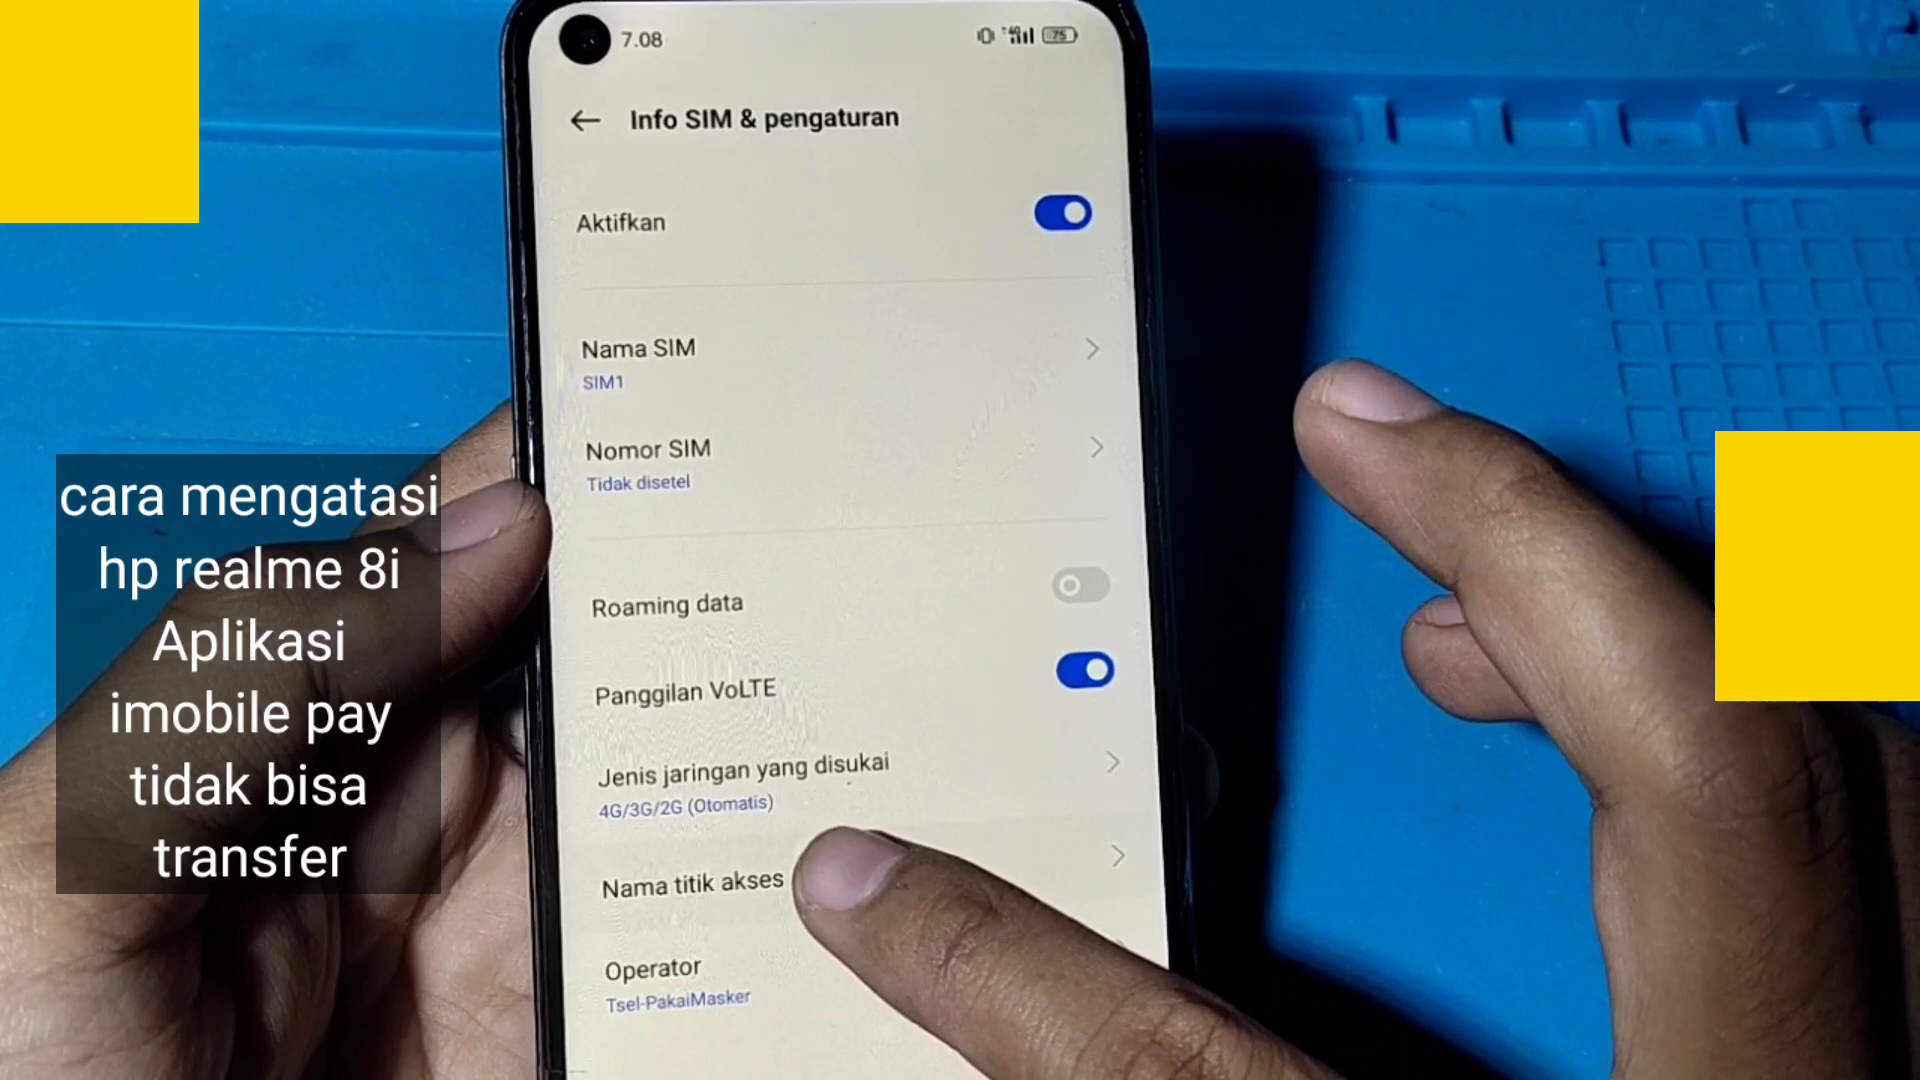 7.08
4G
75
Info SIM & pengaturan
Aktifkan
Nama SIM
SIM1
Nomor SIM
Tidak disetel
Roaming data
Panggilan VoLTE
Jenis jaringan yang disukai
4G/3G/2G (Otomatis)
Nama titik akses
Operator
Tsel-PakaiMasker
cara mengatasi
hp realme 8i
Aplikasi
imobile pay
tidak bisa
transfer